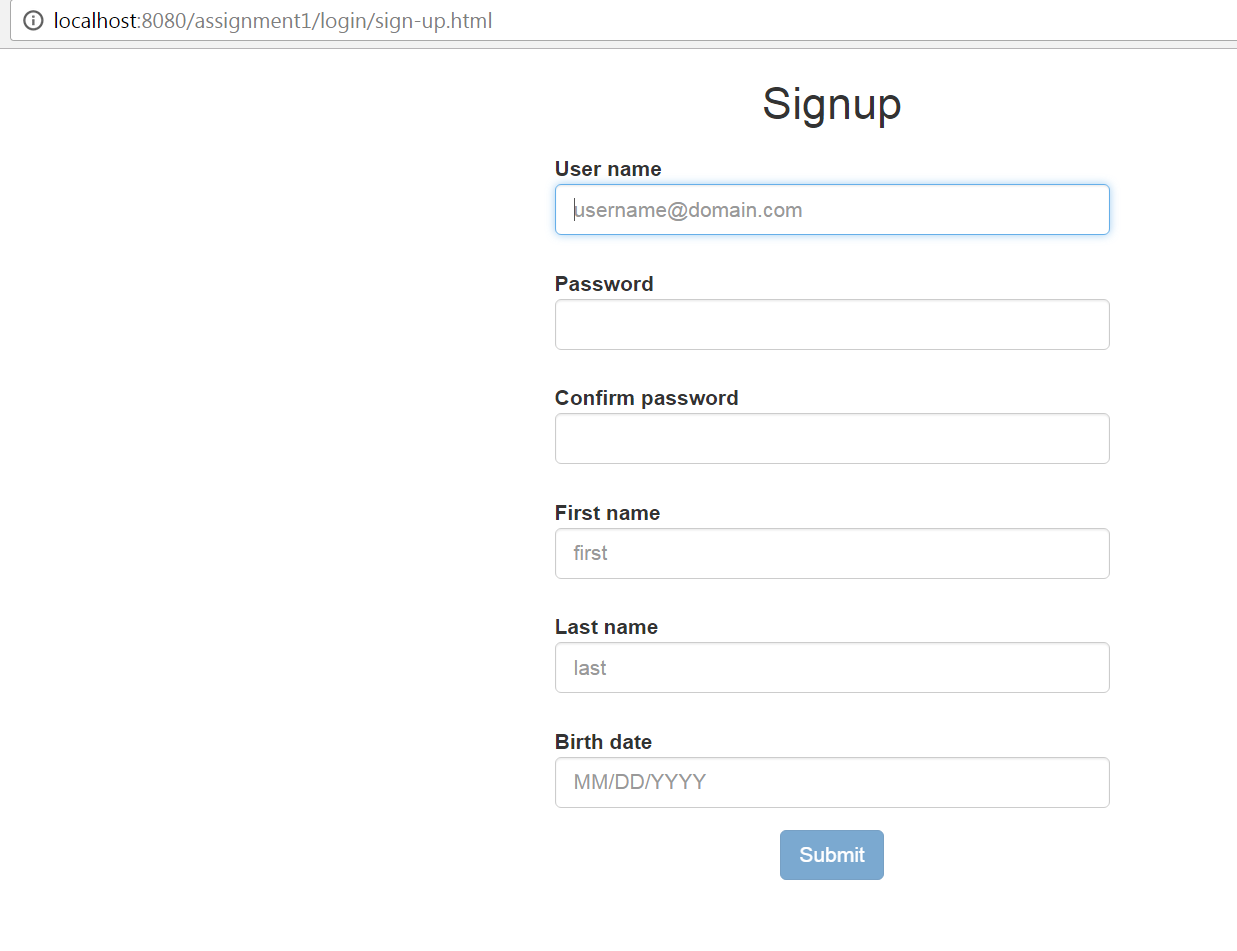 localhost:8080/assignment1/login/sign-up.html
Signup
User name
username@domain.com
Password
Confirm password
First name
first
Last name
last
Birth date
MM/DD/YYYY
Submit